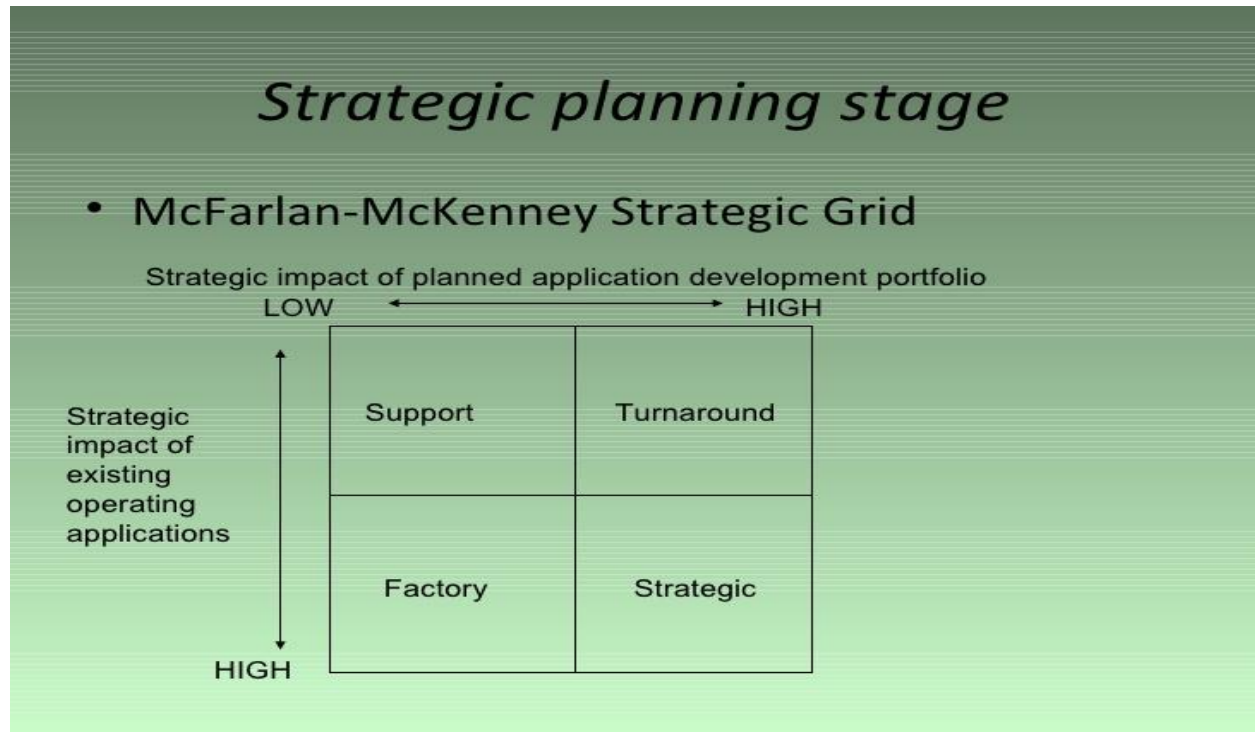 Strategic planning stage
• McFarlan-McKenney Strategic Grid
Strategic impact of planned application development portfolio
LOW HIGH
Support Turnaround
Strategic
impact of
existing
operating
applications
Factory Strategic
HIGH